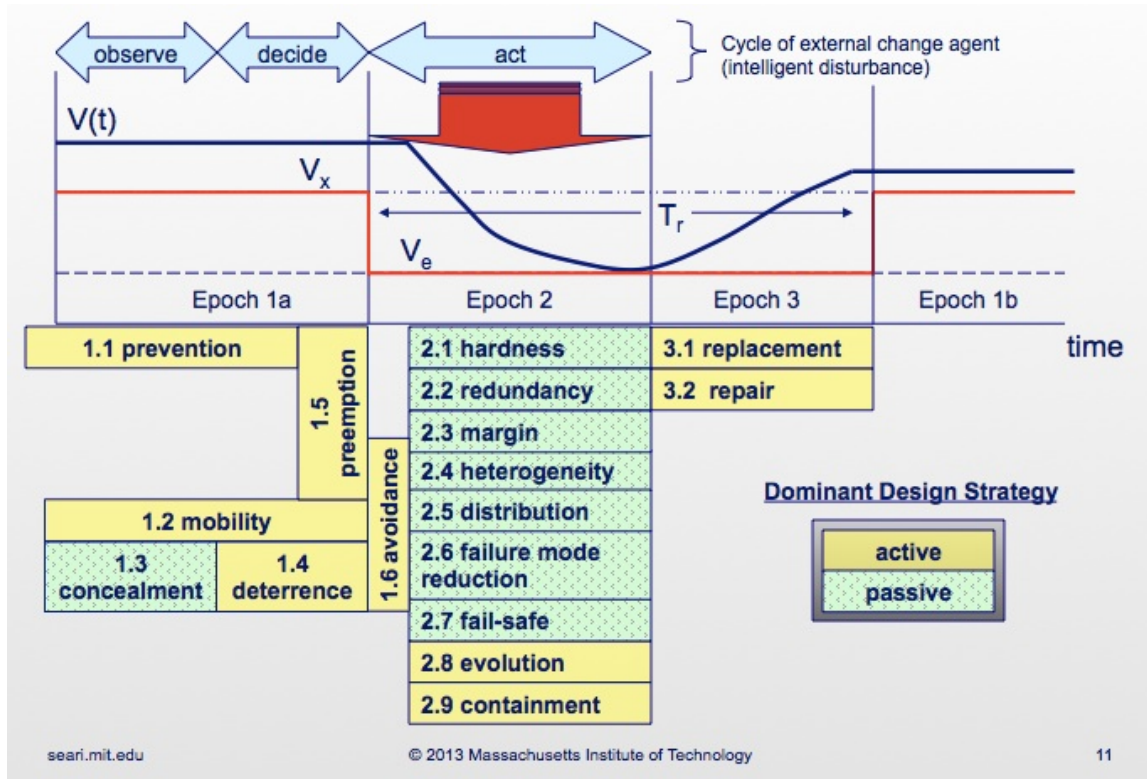 observe
decide
act
Cycle of external change agent
(intelligent disturbance)
V(t)
Vx
Tr
Ve
Epoch 1a
Epoch 2
Epoch 3
Epoch 1b
time
1.1 prevention
1.5
preemption
1.2 mobility
1.3
concealment
1.4
deterrence
1.6 avoidance
2.1 hardness
2.2 redundancy
2.3 margin
2.4 heterogeneity
2.5 distribution
2.6 failure mode
reduction
2.7 fail-safe
2.8 evolution
2.9 containment
3.1 replacement
3.2 repair
Dominant Design Strategy
active
passive
seari.mit.edu
© 2013 Massachusetts Institute of Technology
11